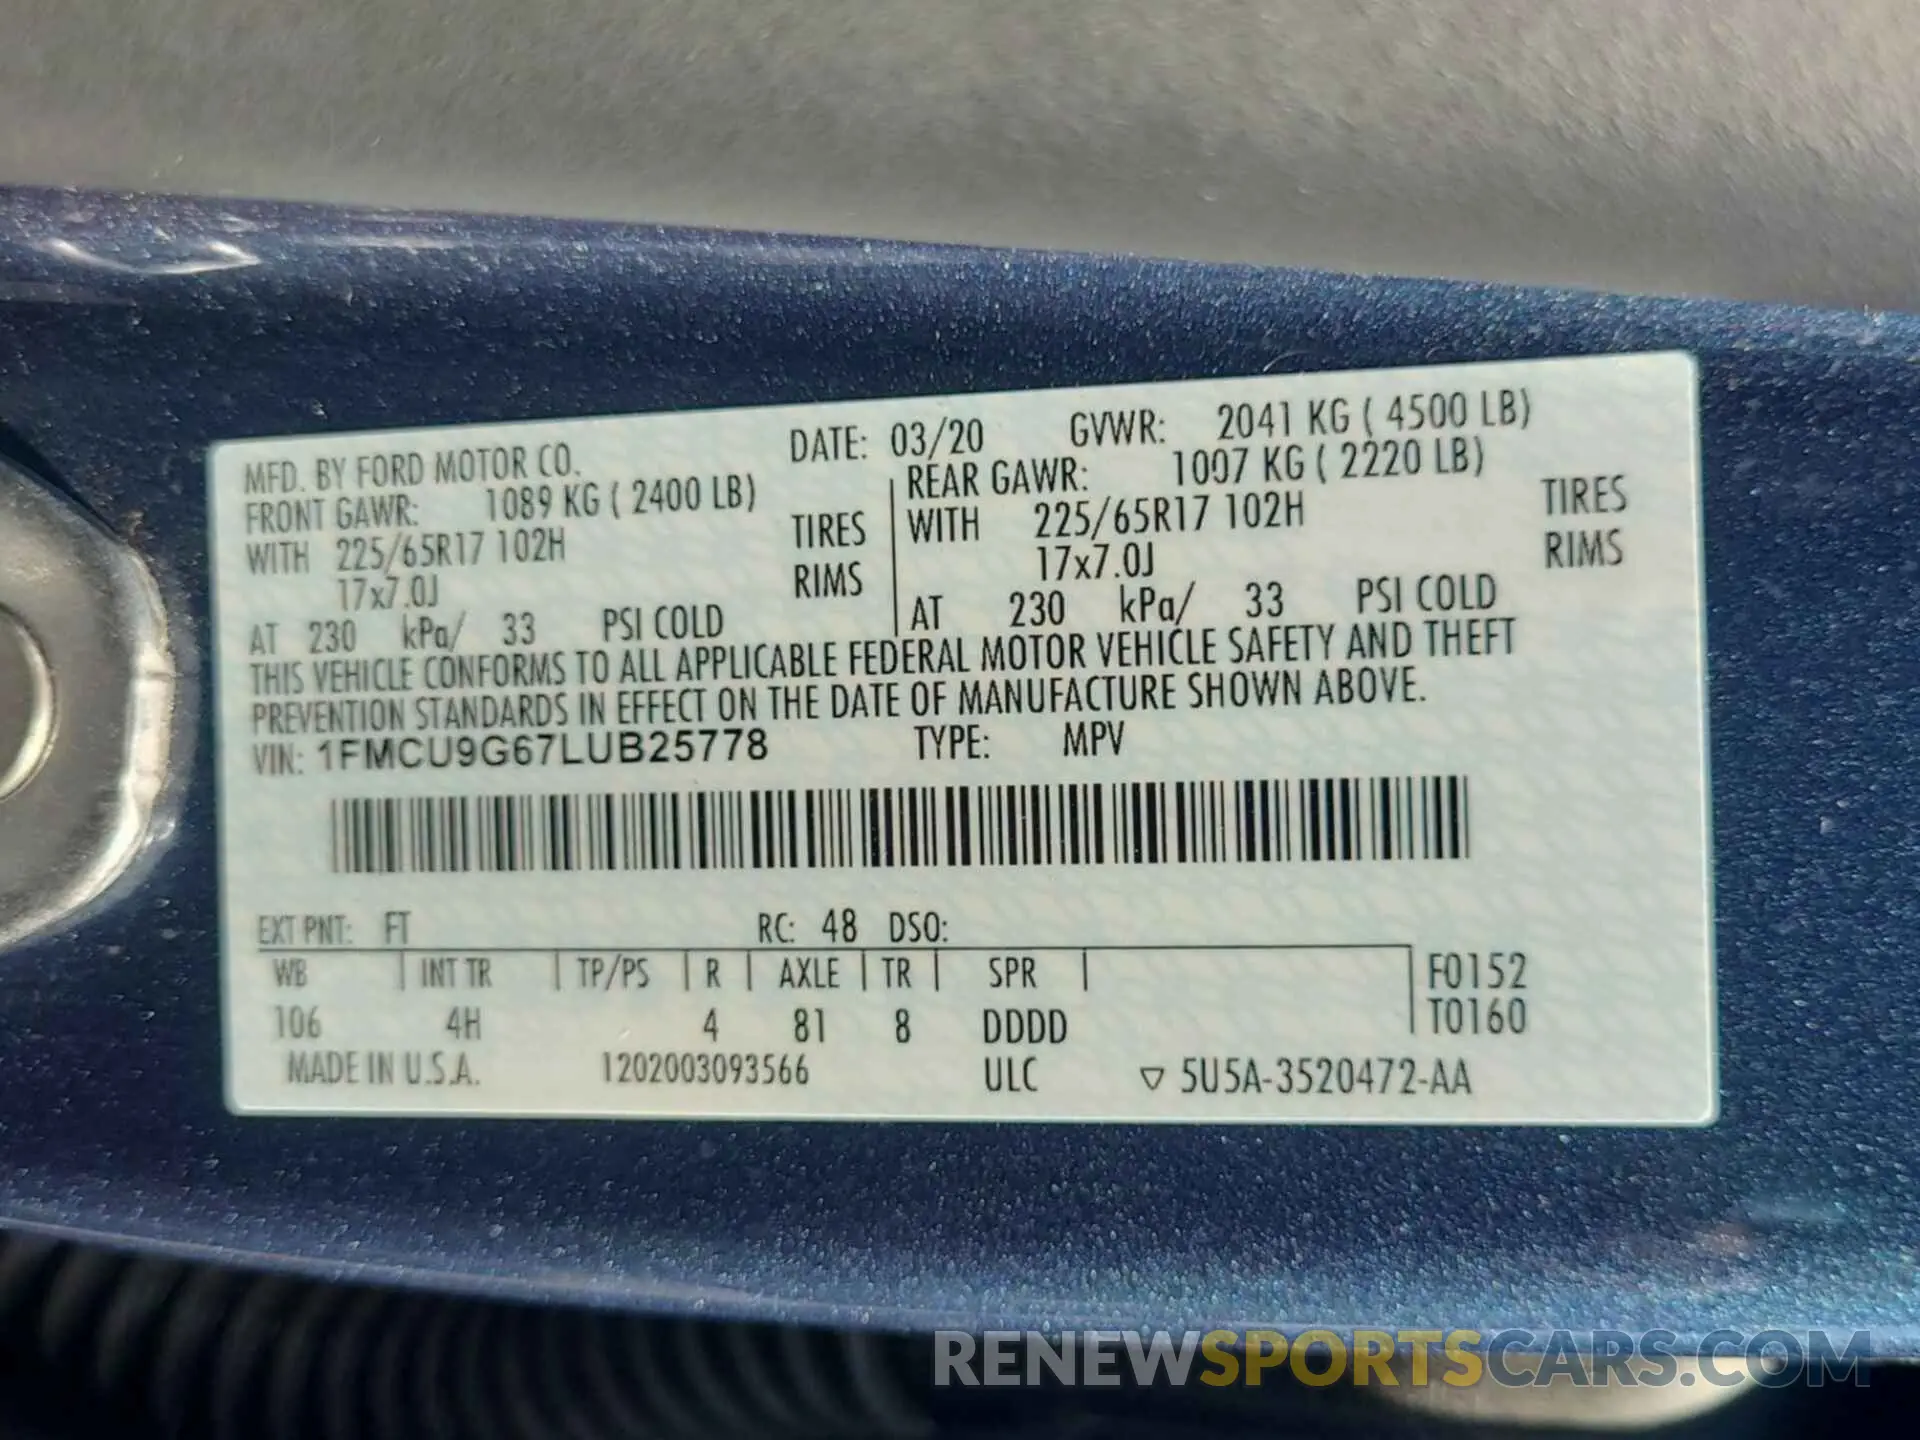 MFD. BY FORD MOTOR CO. DATE: 03/20 GVWR: 2041 KG ( 4500 LB)
FRONT GAWR: 1089 KG ( 2400 LB) REAR GAWR: 1007 KG ( 2220 LB)
WITH 225/65R17 102H TIRES WITH 225/65R17 102H TIRES
17x7.0J RIMS 17x7.0J RIMS
AT 230 kPa/ 33 PSI COLD AT 230 kPa/ 33 PSI COLD
THIS VEHICLE CONFORMS TO ALL APPLICABLE FEDERAL MOTOR VEHICLE SAFETY AND THEFT
PREVENTION STANDARDS IN EFFECT ON THE DATE OF MANUFACTURE SHOWN ABOVE.
VIN: 1FMCU9G67LUB25778 TYPE: MPV
EXT PNT: FT RC: 48 DSO:
WB INT TR TP/PS R AXLE TR SPR F0152
106 4H 4 81 8 DDDD T0160
MADE IN U.S.A. 1202003093566 ULC ▽ 5U5A-3520472-AA
RENEWSPORTSCARS.COM